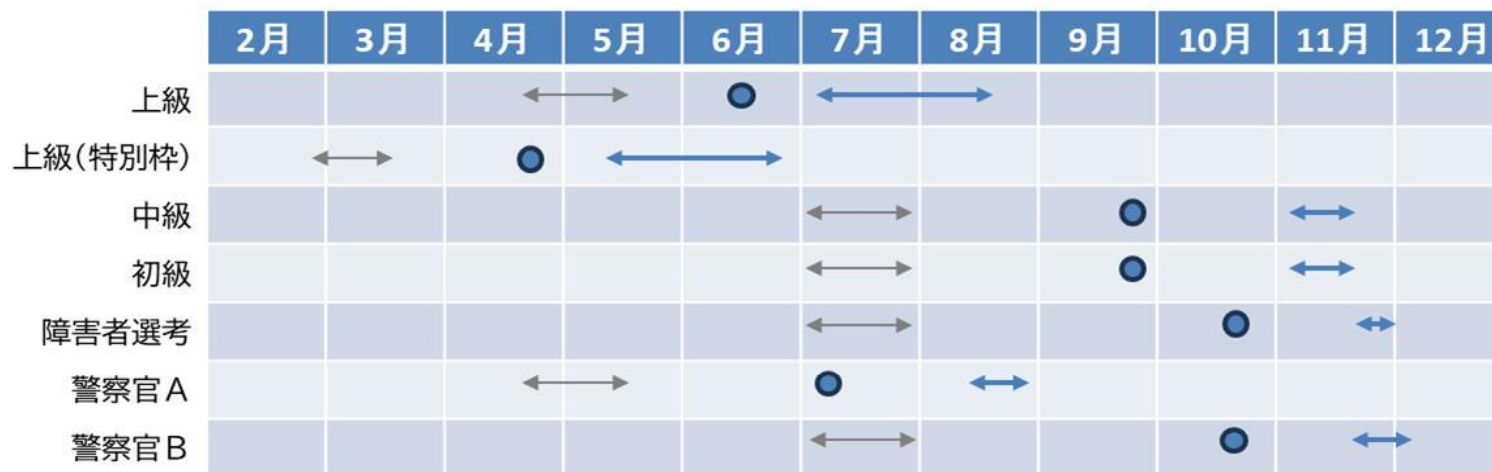 2月 3月 4月 5月 6月 7月 8月 9月 10月 11月 12月
上級
上級(特別枠)
中級
初級
障害者選考
警察官A
警察官B